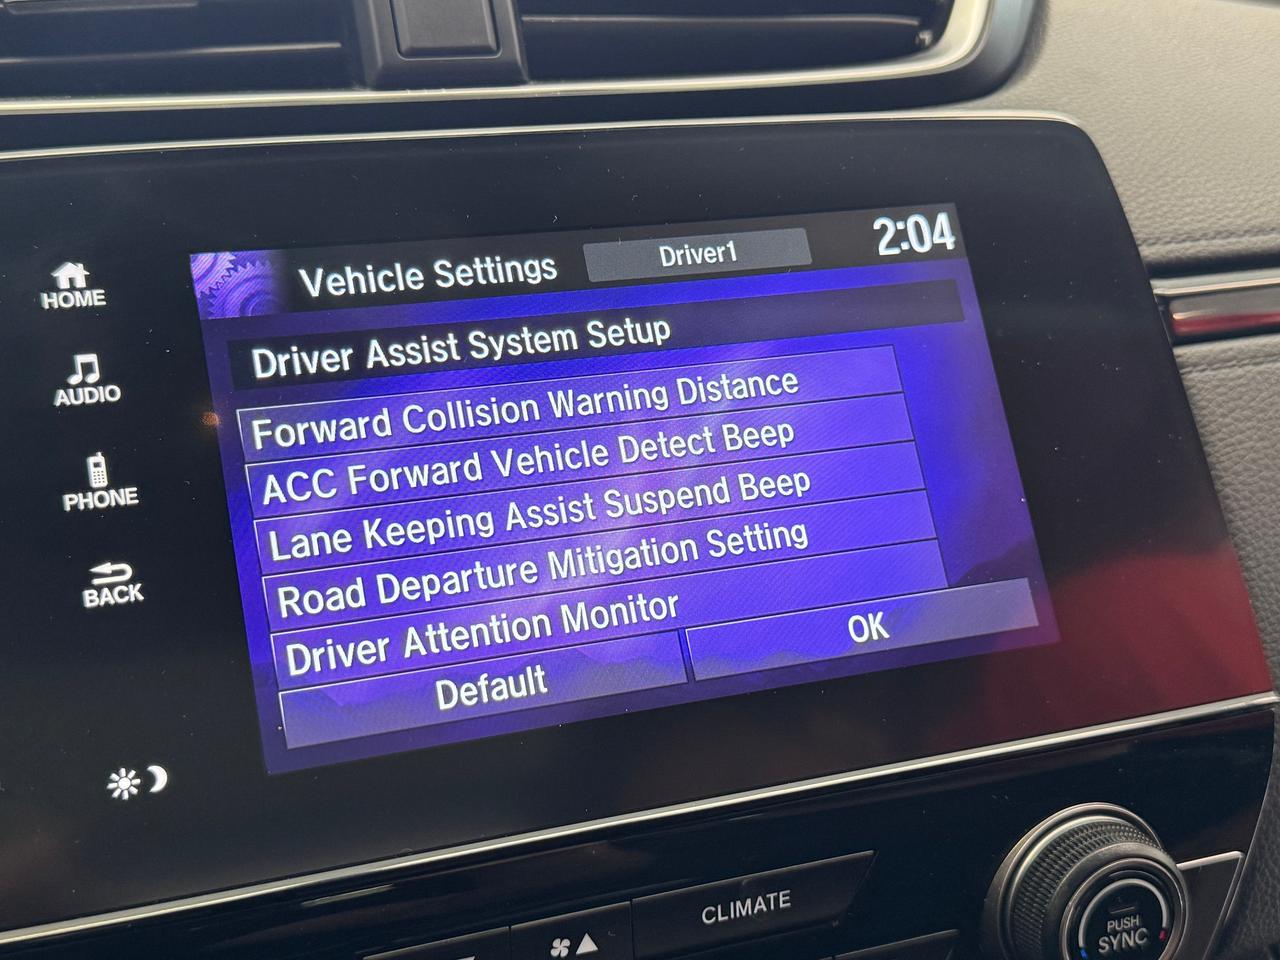 Vehicle Settings
Driver1
2:04
HOME
AUDIO
PHONE
BACK
Driver Assist System Setup
Forward Collision Warning Distance
ACC Forward Vehicle Detect Beep
Lane Keeping Assist Suspend Beep
Road Departure Mitigation Setting
Driver Attention Monitor
Default
OK
CLIMATE
PUSH
SYNC